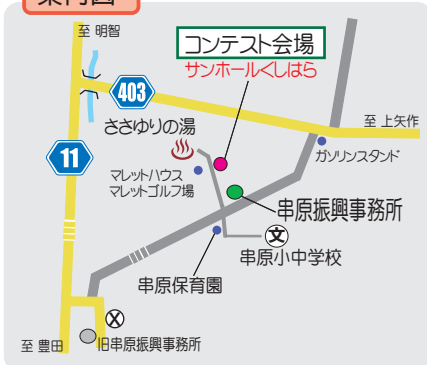 案内図
至 明智
コンテスト会場
サンホールくしはら
403
ささゆりの湯
至 上矢作
ガソリンスタンド
11
マレットハウス
マレットゴルフ場
串原振興事務所
文
串原小中学校
串原保育園
X
至 豊田
旧串原振興事務所